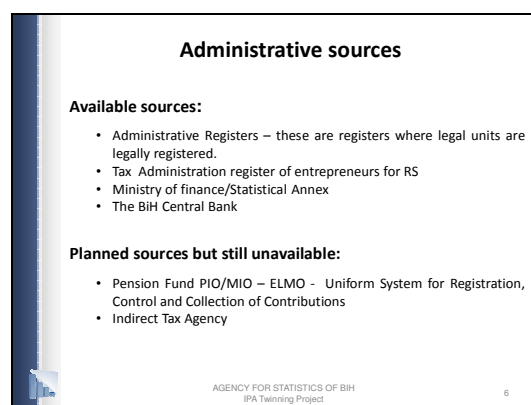 Administrative sources
Available sources:
• Administrative Registers – these are registers where legal units are
legally registered.
• Tax Administration register of entrepreneurs for RS
• Ministry of finance/Statistical Annex
• The BiH Central Bank
Planned sources but still unavailable:
• Pension Fund PIO/MIO – ELMO - Uniform System for Registration,
Control and Collection of Contributions
• Indirect Tax Agency
AGENCY FOR STATISTICS OF BIH
IPA Twinning Project
6